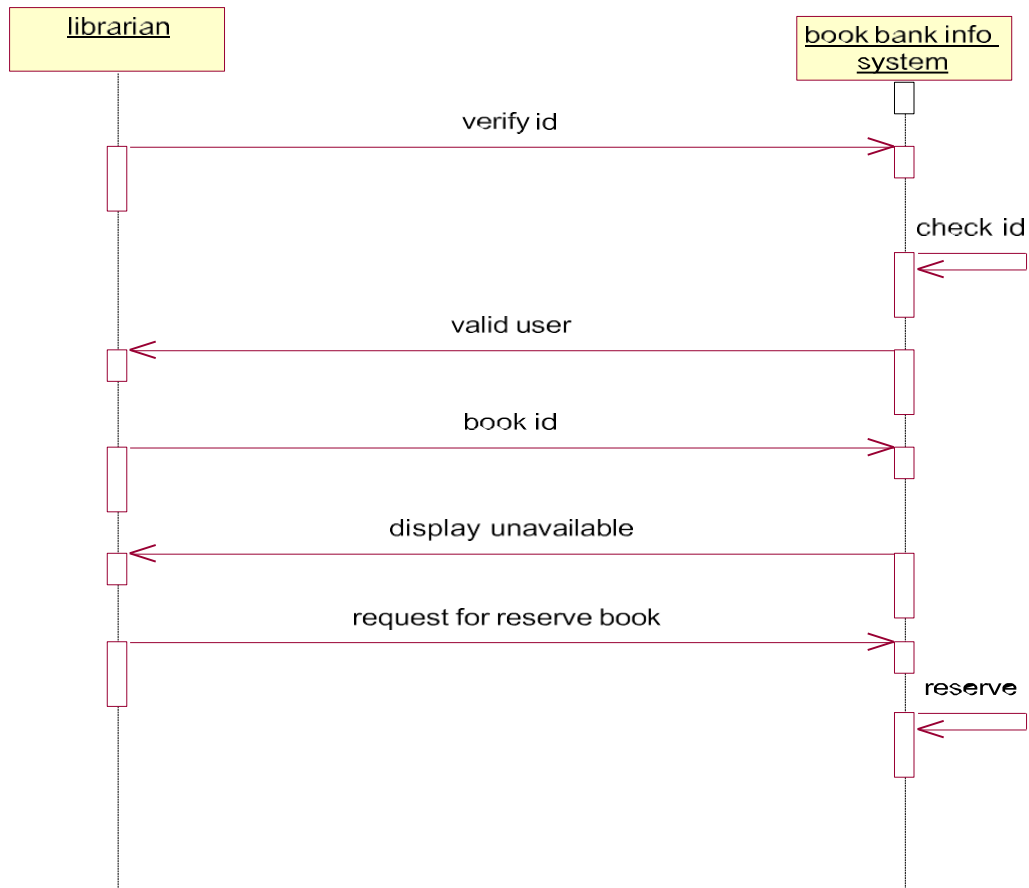 librarian
book bank info
system
verify id
check id
valid user
book id
display unavailable
request for reserve book
reserve